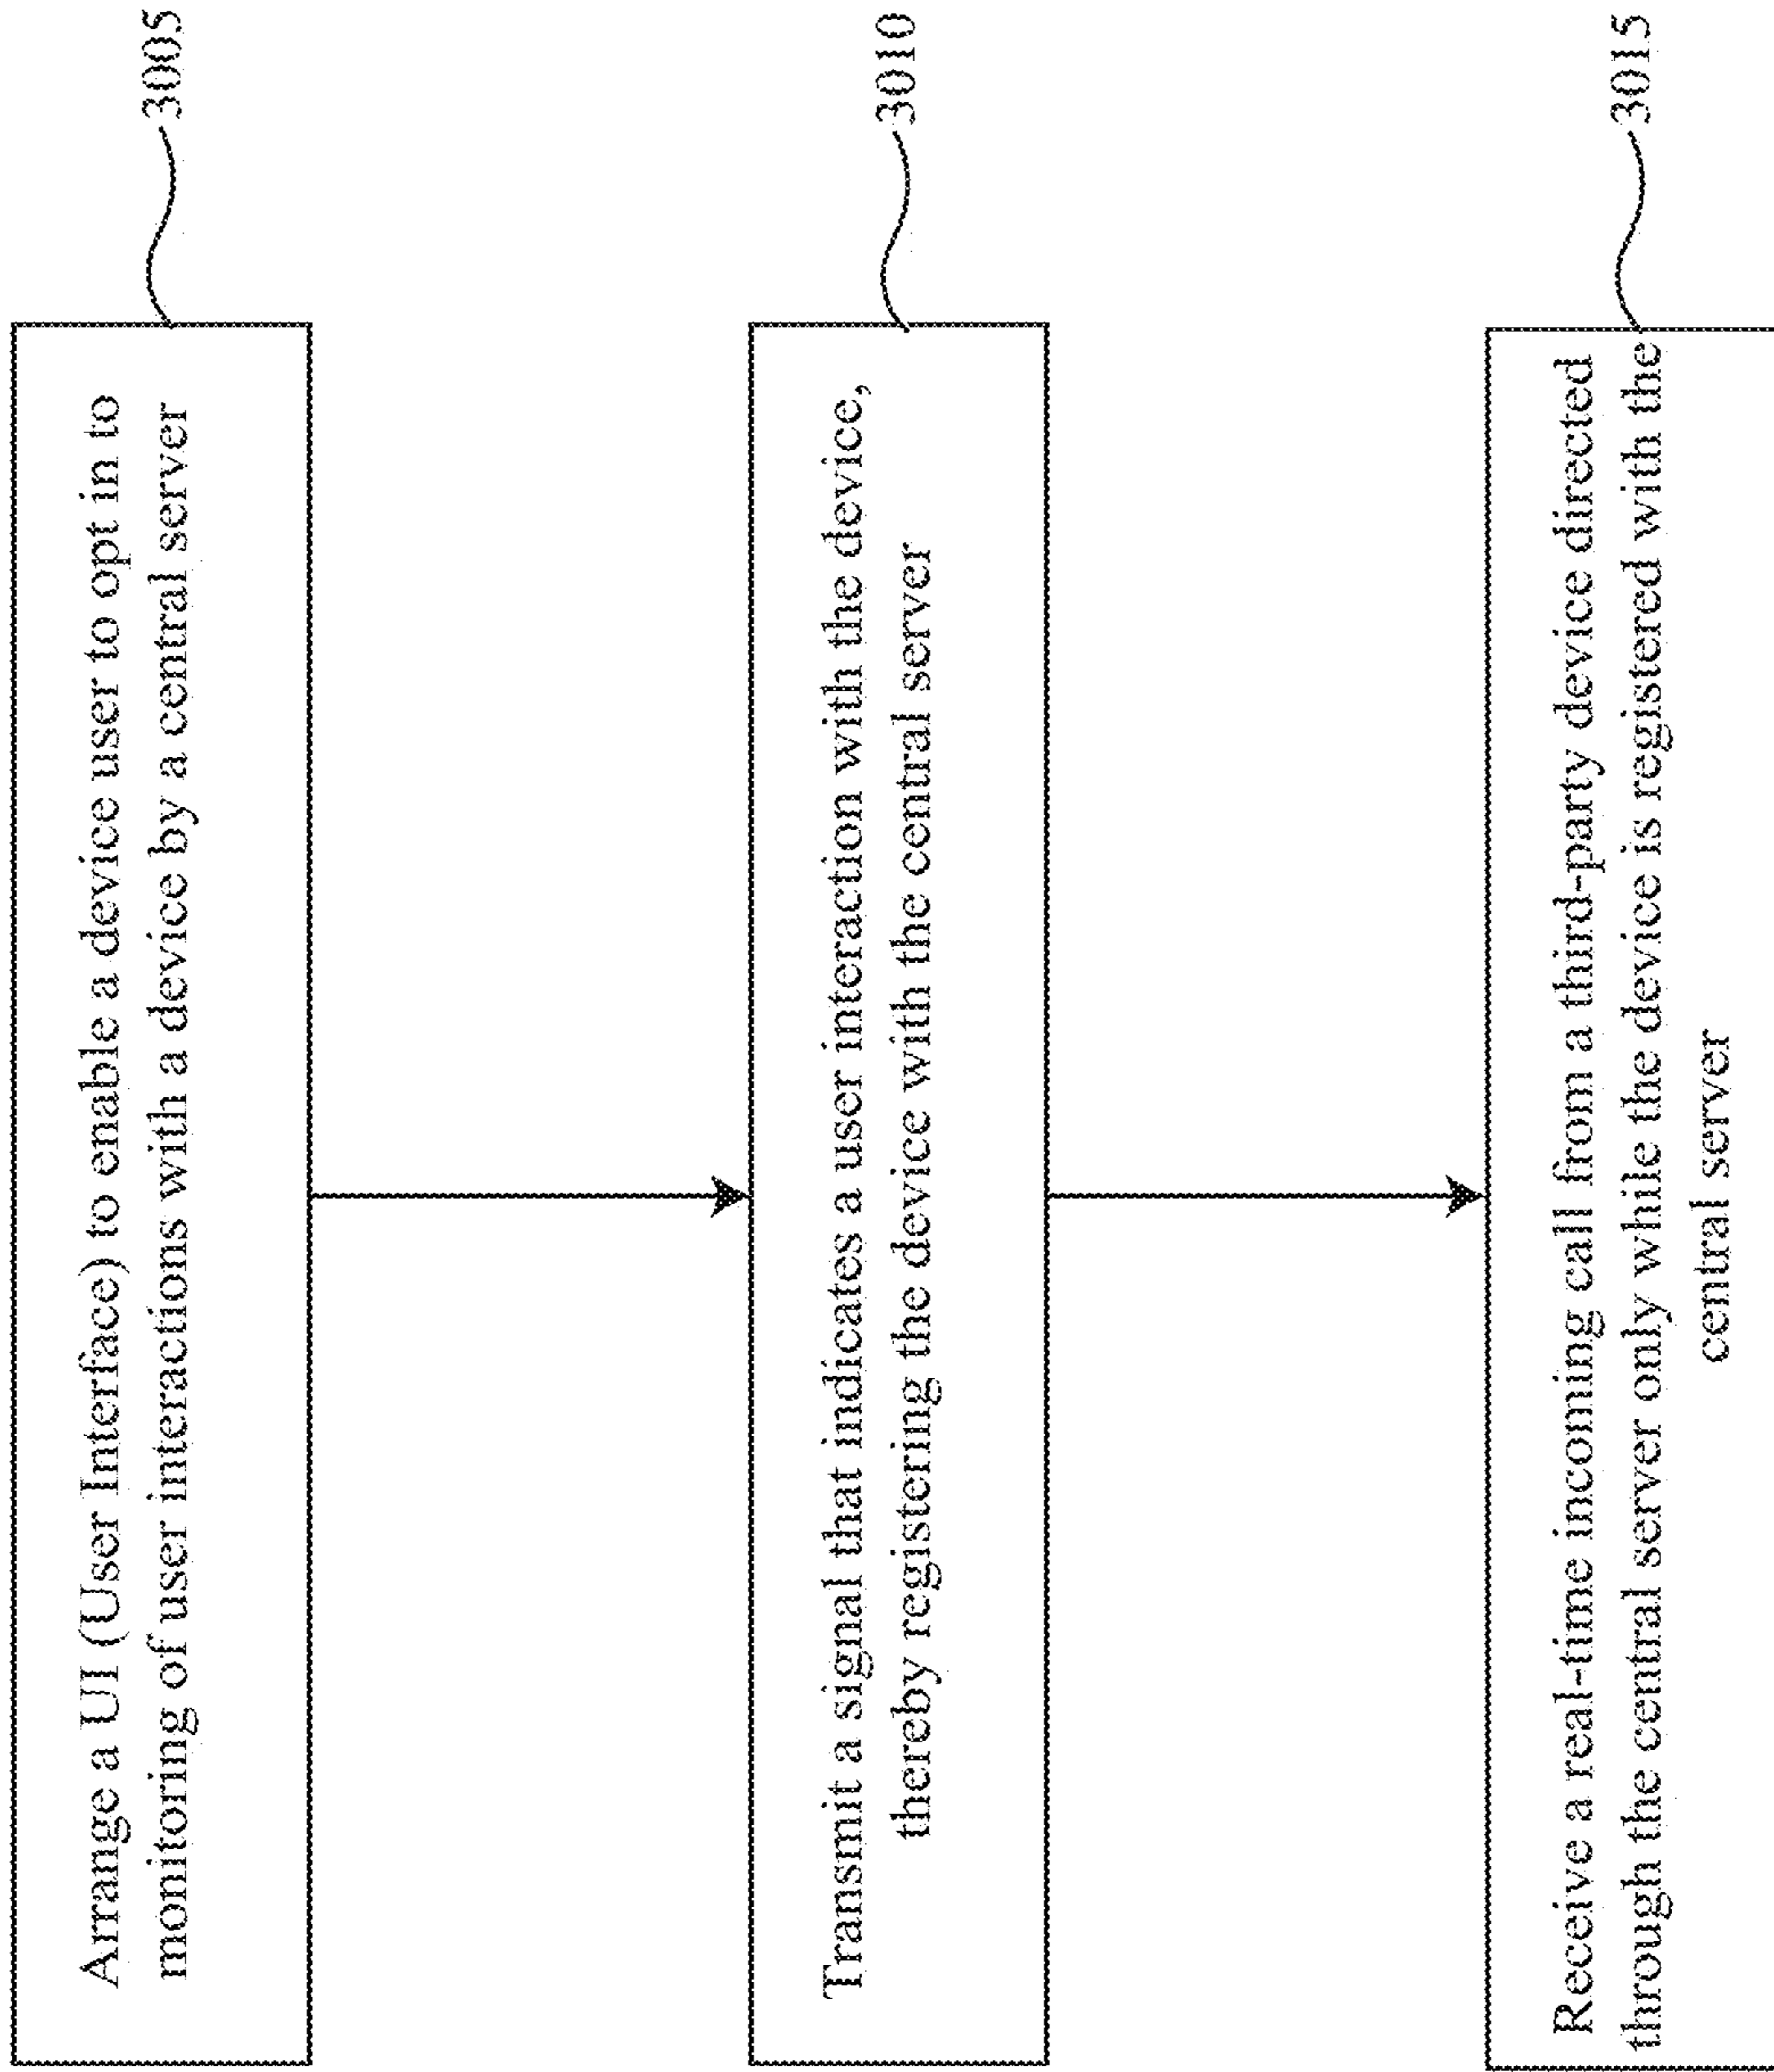 Arrange a UI (User Interface) to enable a device user to opt in to
monitoring of user interactions with a device by a central server
3005
Transmit a signal that indicates a user interaction with the device,
thereby registering the device with the central server
3010
Receive a real-time incoming call from a third-party device directed
through the central server only while the device is registered with the
central server
3015